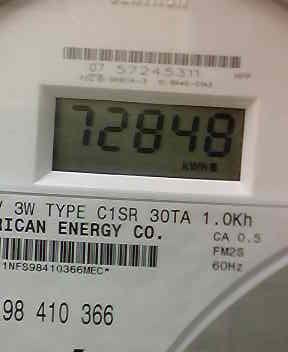 07 57245311
72848
KWH
3W TYPE C1SR 30TA 1.0Kh
RICAN ENERGY CO.
CA 0.5
FM2S
60Hz
1NFS98410366MEC*
98 410 366